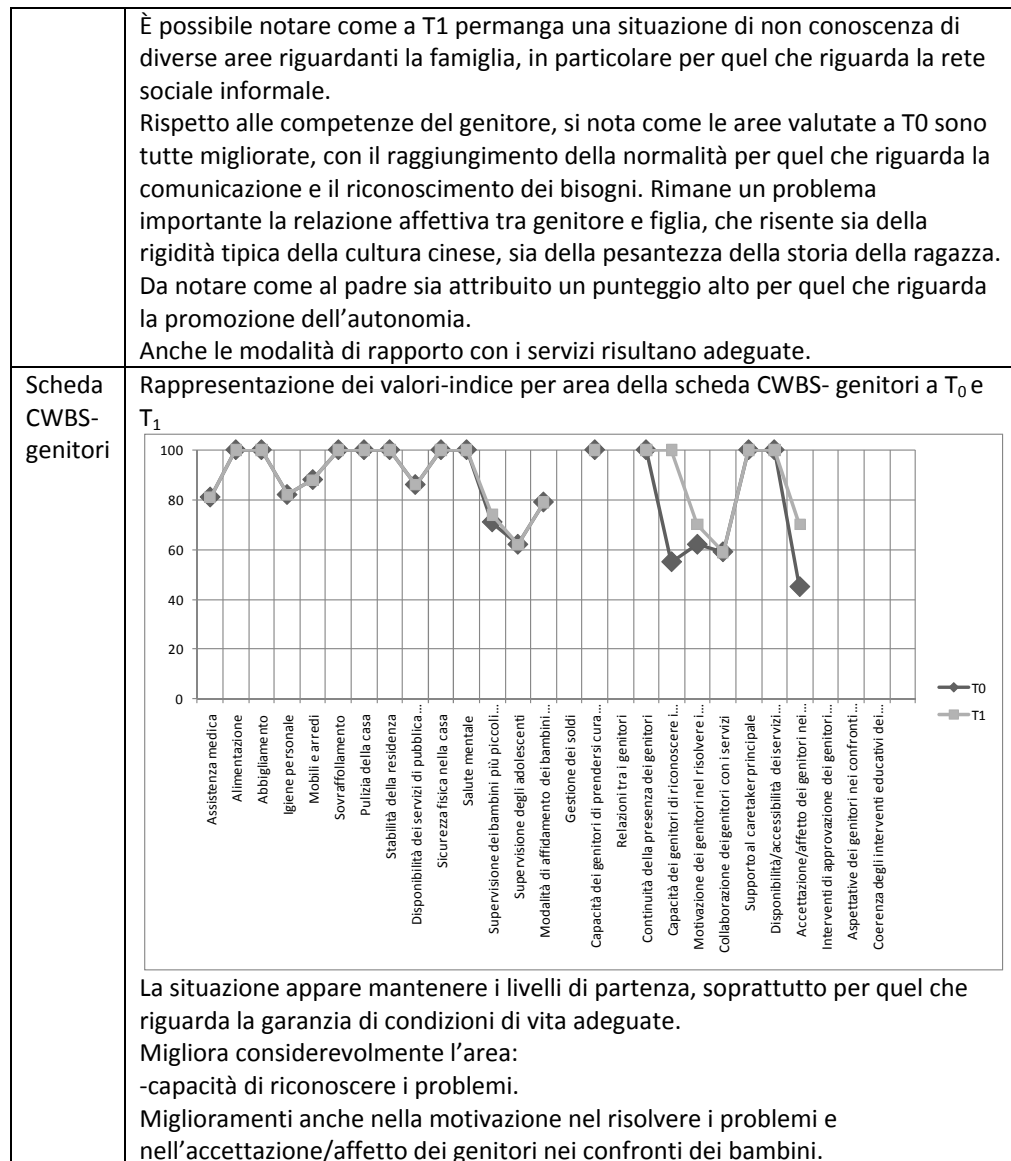 È possibile notare come a T1 permanga una situazione di non conoscenza di
diverse aree riguardanti la famiglia, in particolare per quel che riguarda la rete
sociale informale.
Rispetto alle competenze del genitore, si nota come le aree valutate a T0 sono
tutte migliorate, con il raggiungimento della normalità per quel che riguarda la
comunicazione e il riconoscimento dei bisogni. Rimane un problema
importante la relazione affettiva tra genitore e figlia, che risente sia della
rigidità tipica della cultura cinese, sia della pesantezza della storia della ragazza.
Da notare come al padre sia attribuito un punteggio alto per quel che riguarda
la promozione dell’autonomia.
Anche le modalità di rapporto con i servizi risultano adeguate.
Scheda
CWBS-
genitori
Rappresentazione dei valori-indice per area della scheda CWBS- genitori a T0 e
T1
100
80
60
40
20
0
Assistenza medica
Alimentazione
Abbigliamento
Igiene personale
Mobili e arredi
Sovraffollamento
Pulizia della casa
Stabilità della residenza
Disponibilità dei servizi di pubblica…
Sicurezza fisica nella casa
Salute mentale
Supervisione dei bambini più piccoli…
Supervisione degli adolescenti
Modalità di affidamento dei bambini…
Gestione dei soldi
Capacità dei genitori di prendersi cura…
Relazioni tra i genitori
Continuità della presenza dei genitori
Capacità dei genitori di riconoscere i…
Motivazione dei genitori nel risolvere i…
Collaborazione dei genitori con i servizi
Supporto al caretaker principale
Disponibilità/accessibilità dei servizi…
Accettazione/affetto dei genitori nei…
Interventi di approvazione dei genitori…
Aspettative dei genitori nei confronti…
Coerenza degli interventi educativi dei…
T0
T1
La situazione appare mantenere i livelli di partenza, soprattutto per quel che
riguarda la garanzia di condizioni di vita adeguate.
Migliora considerevolmente l’area:
-capacità di riconoscere i problemi.
Miglioramenti anche nella motivazione nel risolvere i problemi e
nell’accettazione/affetto dei genitori nei confronti dei bambini.